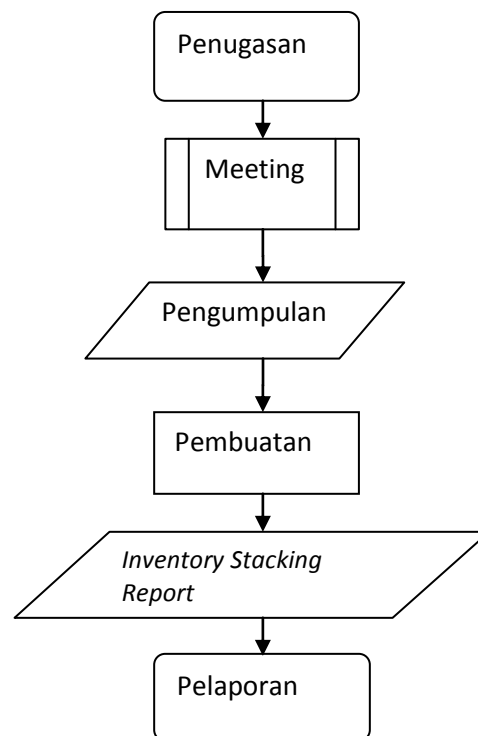 Penugasan
Meeting
Pengumpulan
Pembuatan
Inventory Stacking
Report
Pelaporan